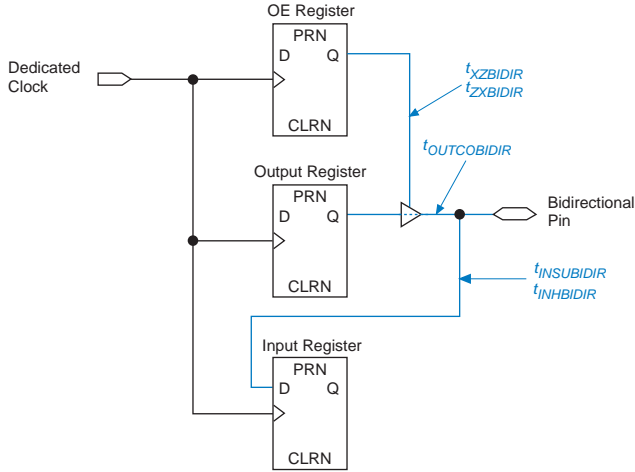 OE Register
PRN
D Q
CLRN
Dedicated
Clock
tXZBIDIR
tZXBIDIR
tOUTCOBIDIR
Output Register
PRN
D Q
CLRN
Bidirectional
Pin
tINSUBIDIR
tINHBIDIR
Input Register
PRN
D Q
CLRN